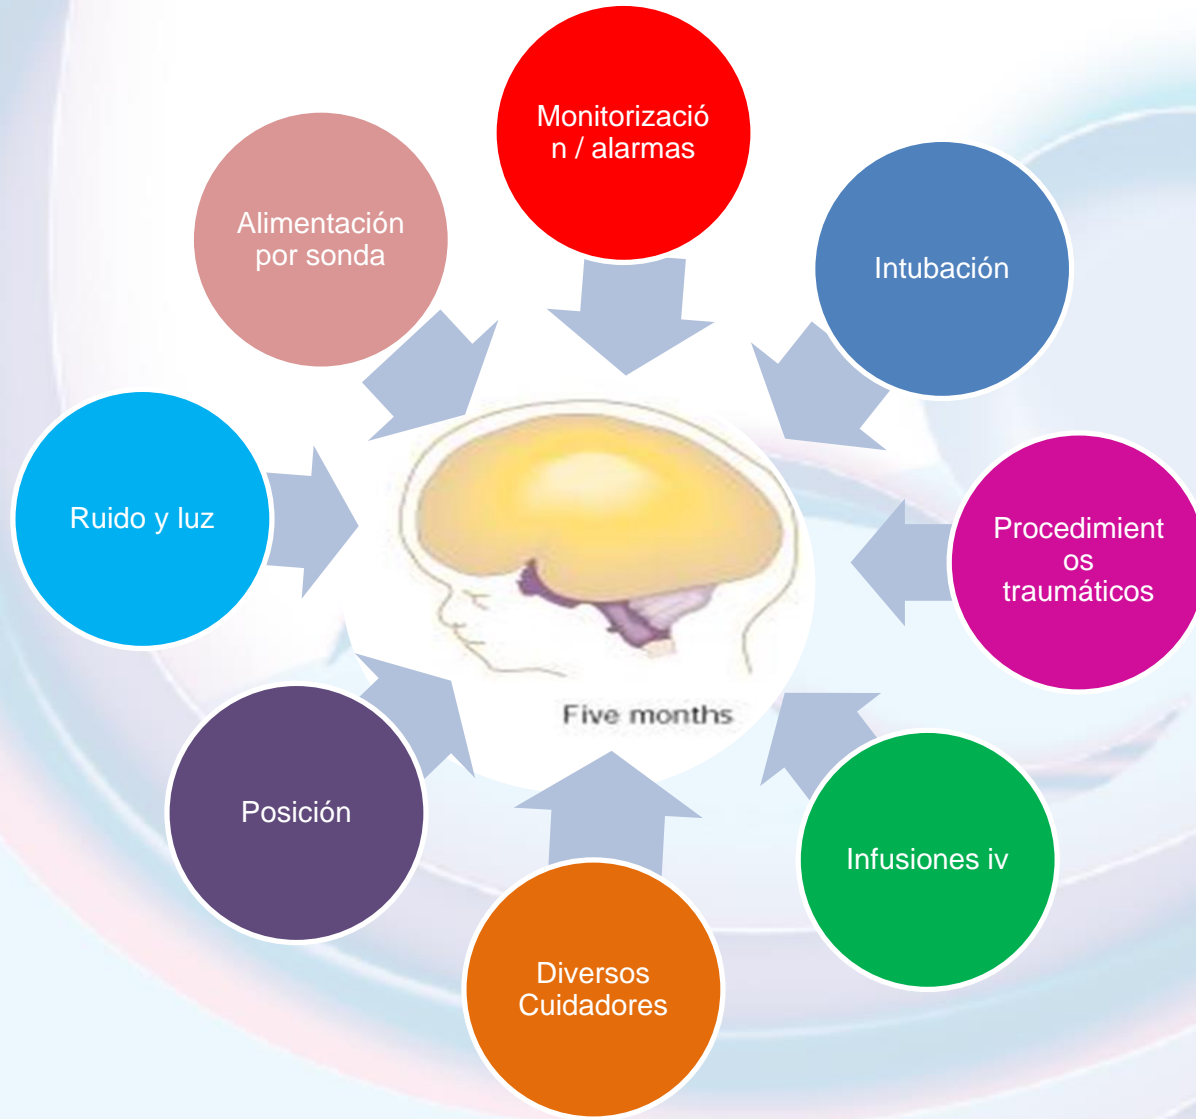 Monitorizació
n / alarmas
Intubación
Procedimient
os
traumáticos
Infusiones iv
Diversos
Cuidadores
Posición
Ruido y luz
Alimentación
por sonda
Five months